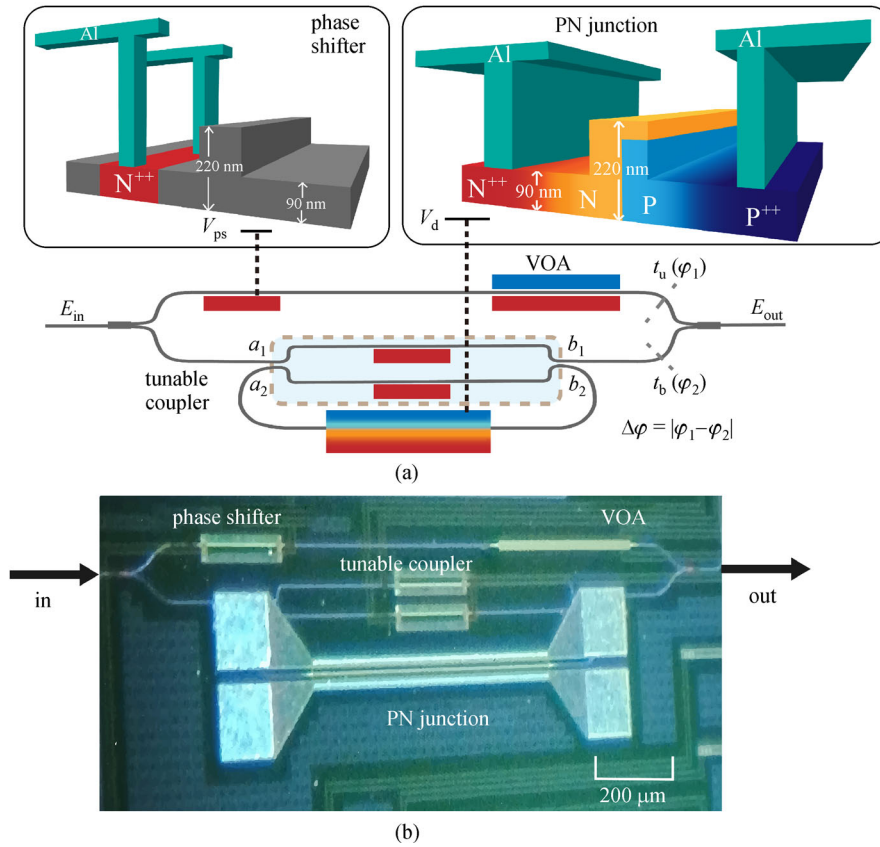 phase
shifter
Al
220 nm
90 nm
N++
Vps
PN junction
Al
Al
220 nm
90 nm
N++
N
P
P++
Vd
VOA
tu (φ1)
Ein
Eout
a1
b1
a2
b2
tunable
coupler
tb (φ2)
Δφ = |φ1–φ2|
(a)
phase shifter
VOA
tunable coupler
in
out
PN junction
200 μm
(b)